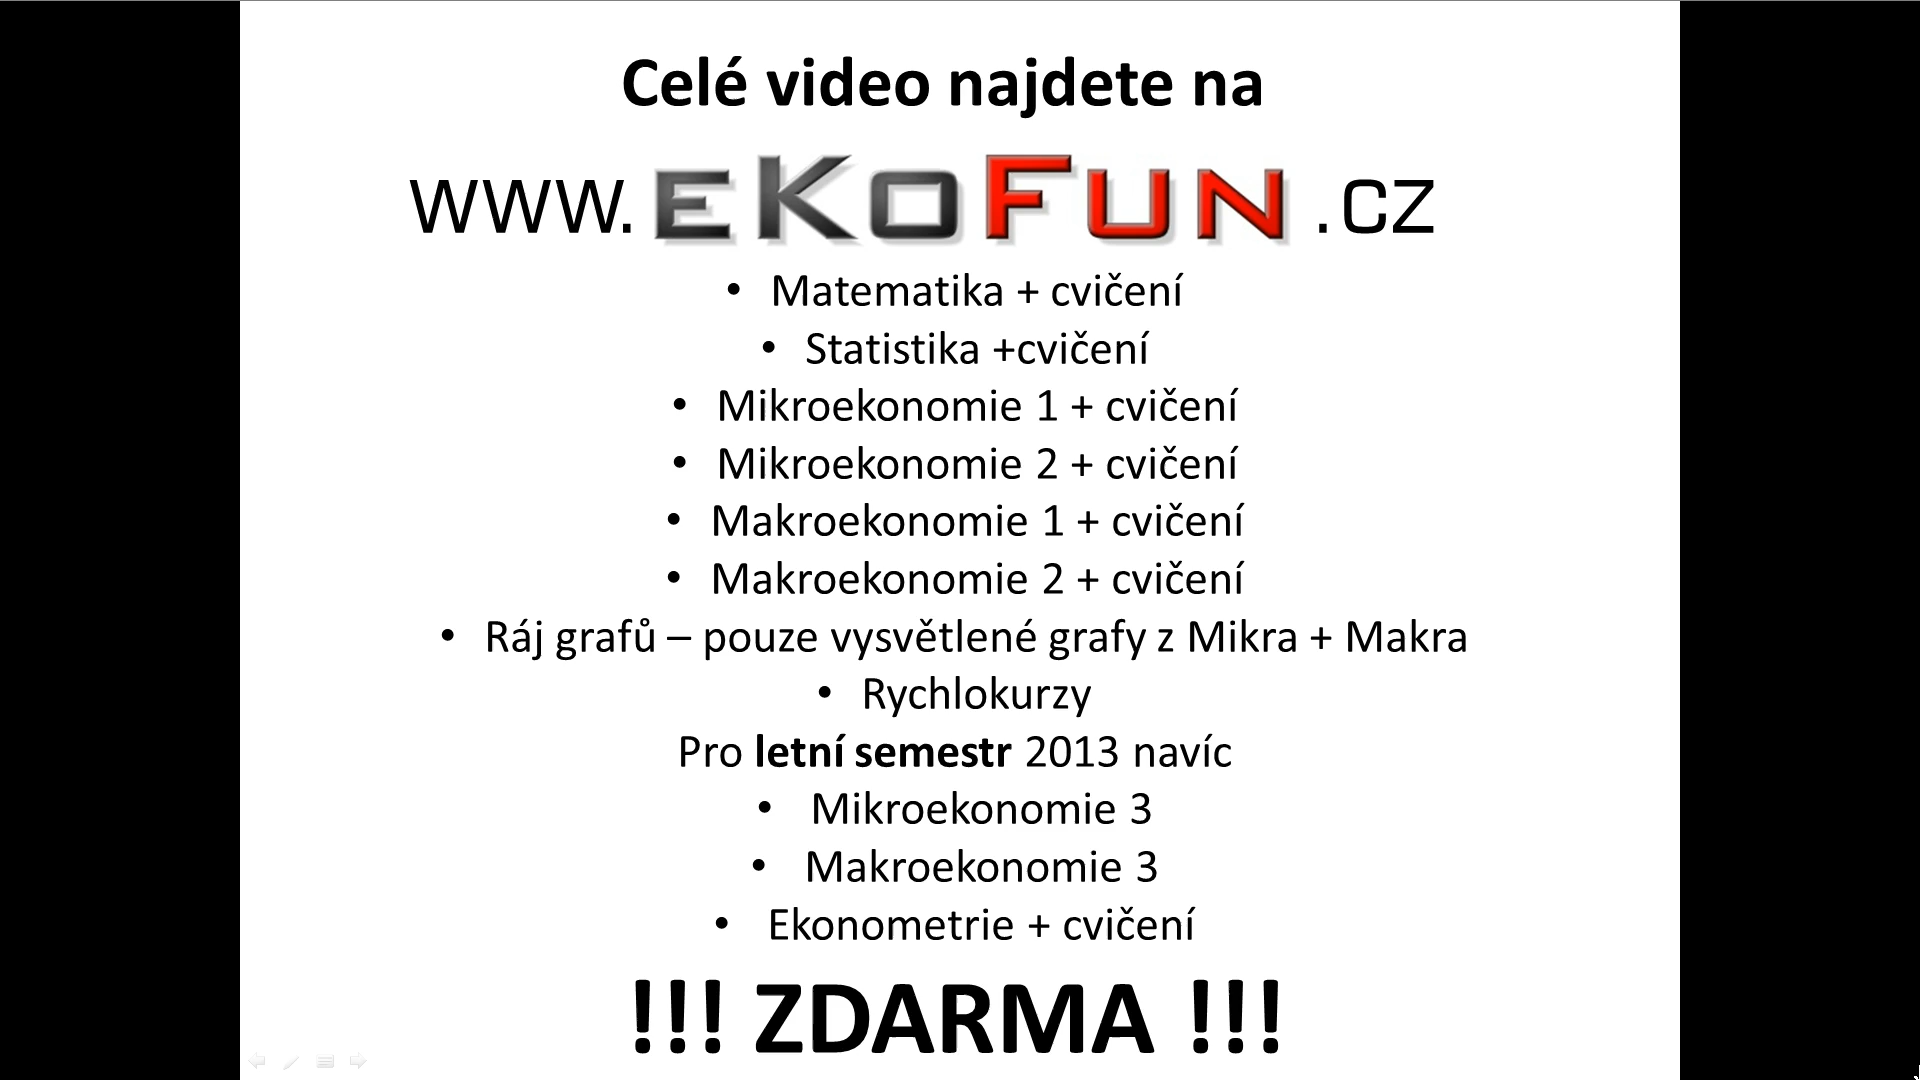 Celé video najdete na
www.eKoFun.cz
• Matematika + cvičení
• Statistika +cvičení
• Mikroekonomie 1 + cvičení
• Mikroekonomie 2 + cvičení
• Makroekonomie 1 + cvičení
• Makroekonomie 2 + cvičení
• Ráj grafů – pouze vysvětlené grafy z Mikra + Makra
• Rychlokurzy
Pro letní semestr 2013 navíc
• Mikroekonomie 3
• Makroekonomie 3
• Ekonometrie + cvičení
!!! ZDARMA !!!